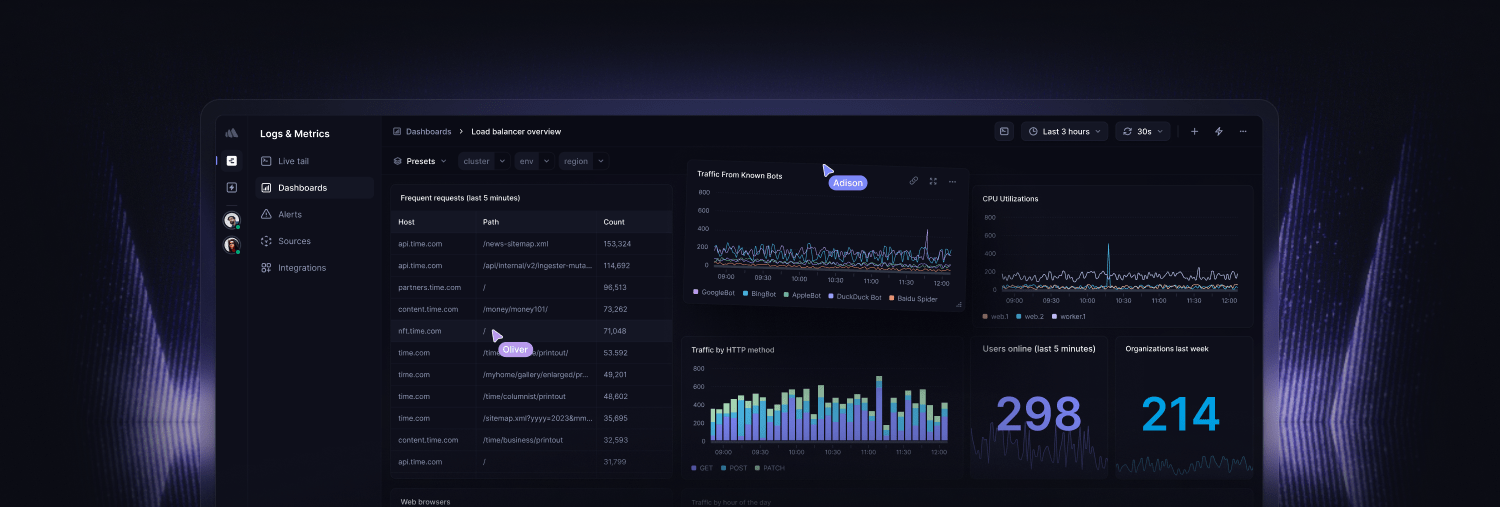 Logs & Metrics
Live tail
Dashboards
Alerts
Sources
Integrations
Dashboards > Load balancer overview
Last 3 hours
30s
Presets
cluster
env
region
Frequent requests (last 5 minutes)
Host Path Count
api.time.com /news-sitemap.xml 153,324
api.time.com /api/internal/v2/ingester-muta... 114,692
partners.time.com / 96,513
content.time.com /money/money101/ 73,262
nft.time.com / 71,048
Oliver
time.com /time e/printout/ 53.592
time.com /myhome/gallery/enlarged/pr... 49,201
time.com /time/columnist/printout 48,602
time.com /sitemap.xml?yyyy=2023&mm... 35,695
content.time.com /time/business/printout 32,593
api.time.com / 31,799
Web browsers
Traffic From Known Bots
Adison
800
600
400
200
0
09:00 09:30 10:00 10:30 11:00 11:30 12:00
GoogleBot BingBot AppleBot DuckDuck Bot Baidu Spider
Traffic by HTTP method
800
600
400
200
0
09:00 09:30 10:00 10:30 11:00 11:30 12:00
GET POST PATCH
Traffic by hour of the day
CPU Utilizations
800
600
400
200
0
09:00 09:30 10:00 10:30 11:00 11:30 12:00
web.1 web.2 worker.1
Users online (last 5 minutes)
298
Organizations last week
214